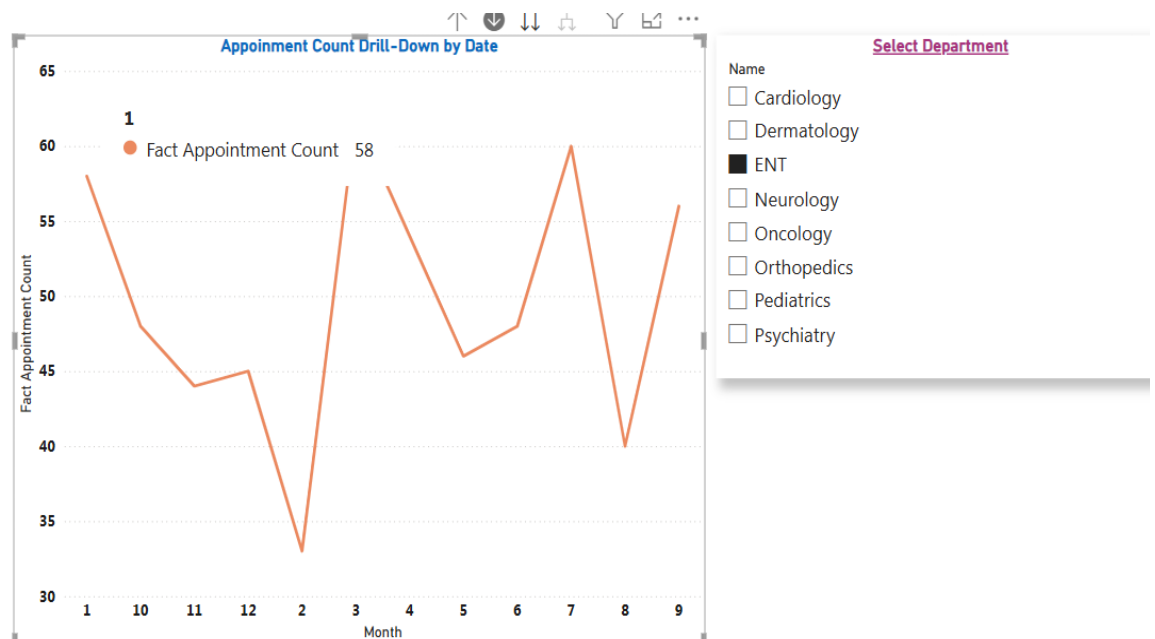 Appoinment Count Drill-Down by Date
65
60
55
50
45
40
35
30
Fact Appointment Count
1
Fact Appointment Count 58
1 10 11 12 2 3 4 5 6 7 8 9
Month
Select Department
Name
Cardiology
Dermatology
ENT
Neurology
Oncology
Orthopedics
Pediatrics
Psychiatry